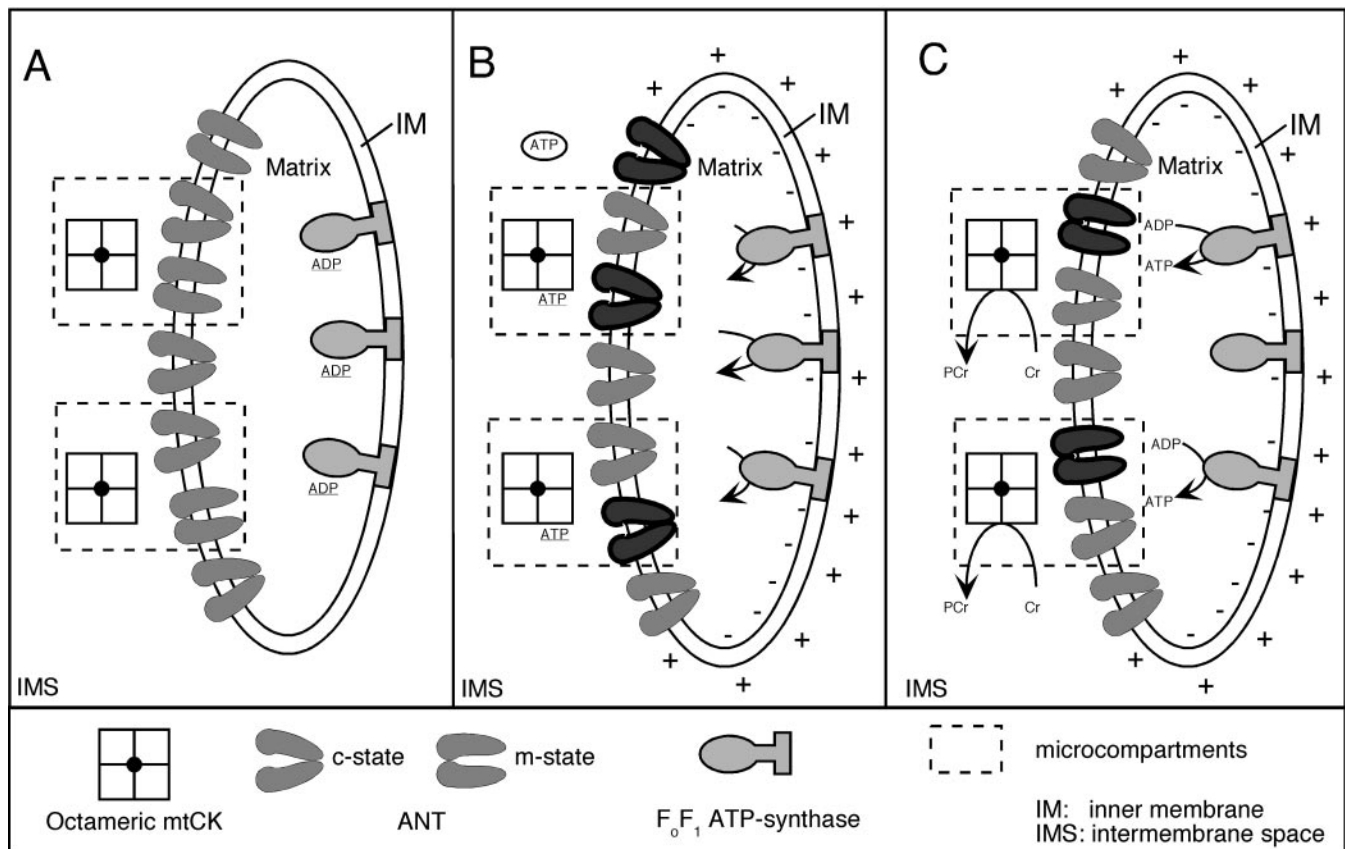 A
IM
Matrix
ADP
ADP
ADP
IMS
B
ATP
IM
Matrix
ATP
ATP
IMS
+ + + + + + + + + + + + +
- - - - - - - - - - - - -
C
IM
Matrix
ADP
ATP
PCr Cr
ADP
ATP
PCr Cr
IMS
c-state
m-state
microcompartments
Octameric mtCK
ANT
FoF1 ATP-synthase
IM: inner membrane
IMS: intermembrane space